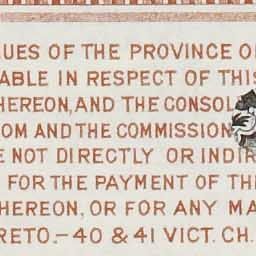 UES OF THE PROVINCE O
ABLE IN RESPECT OF THIS
HEREON, AND THE CONSOL
OM AND THE COMMISSION
E NOT DIRECTLY OR INDIR
FOR THE PAYMENT OF TH
HEREON, OR FOR ANY MA
RETO.-40 & 41 VICT. CH.